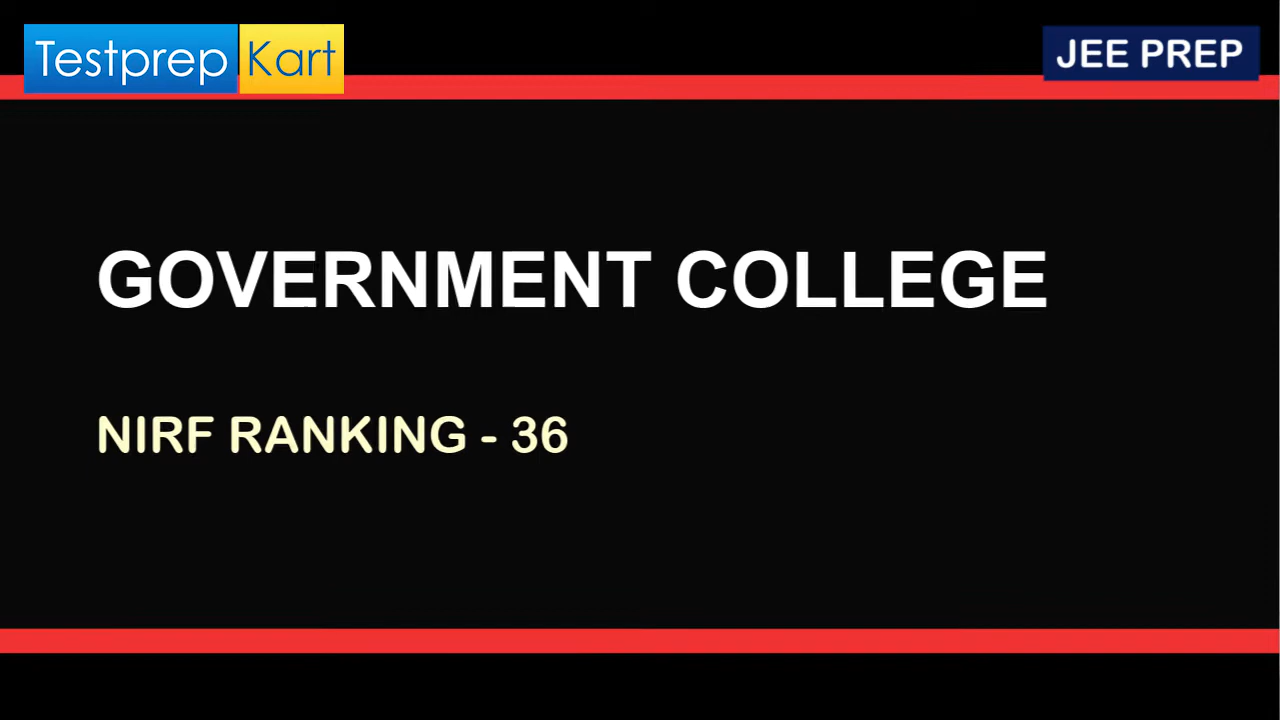 Testprep Kart
JEE PREP
GOVERNMENT COLLEGE
NIRF RANKING - 36